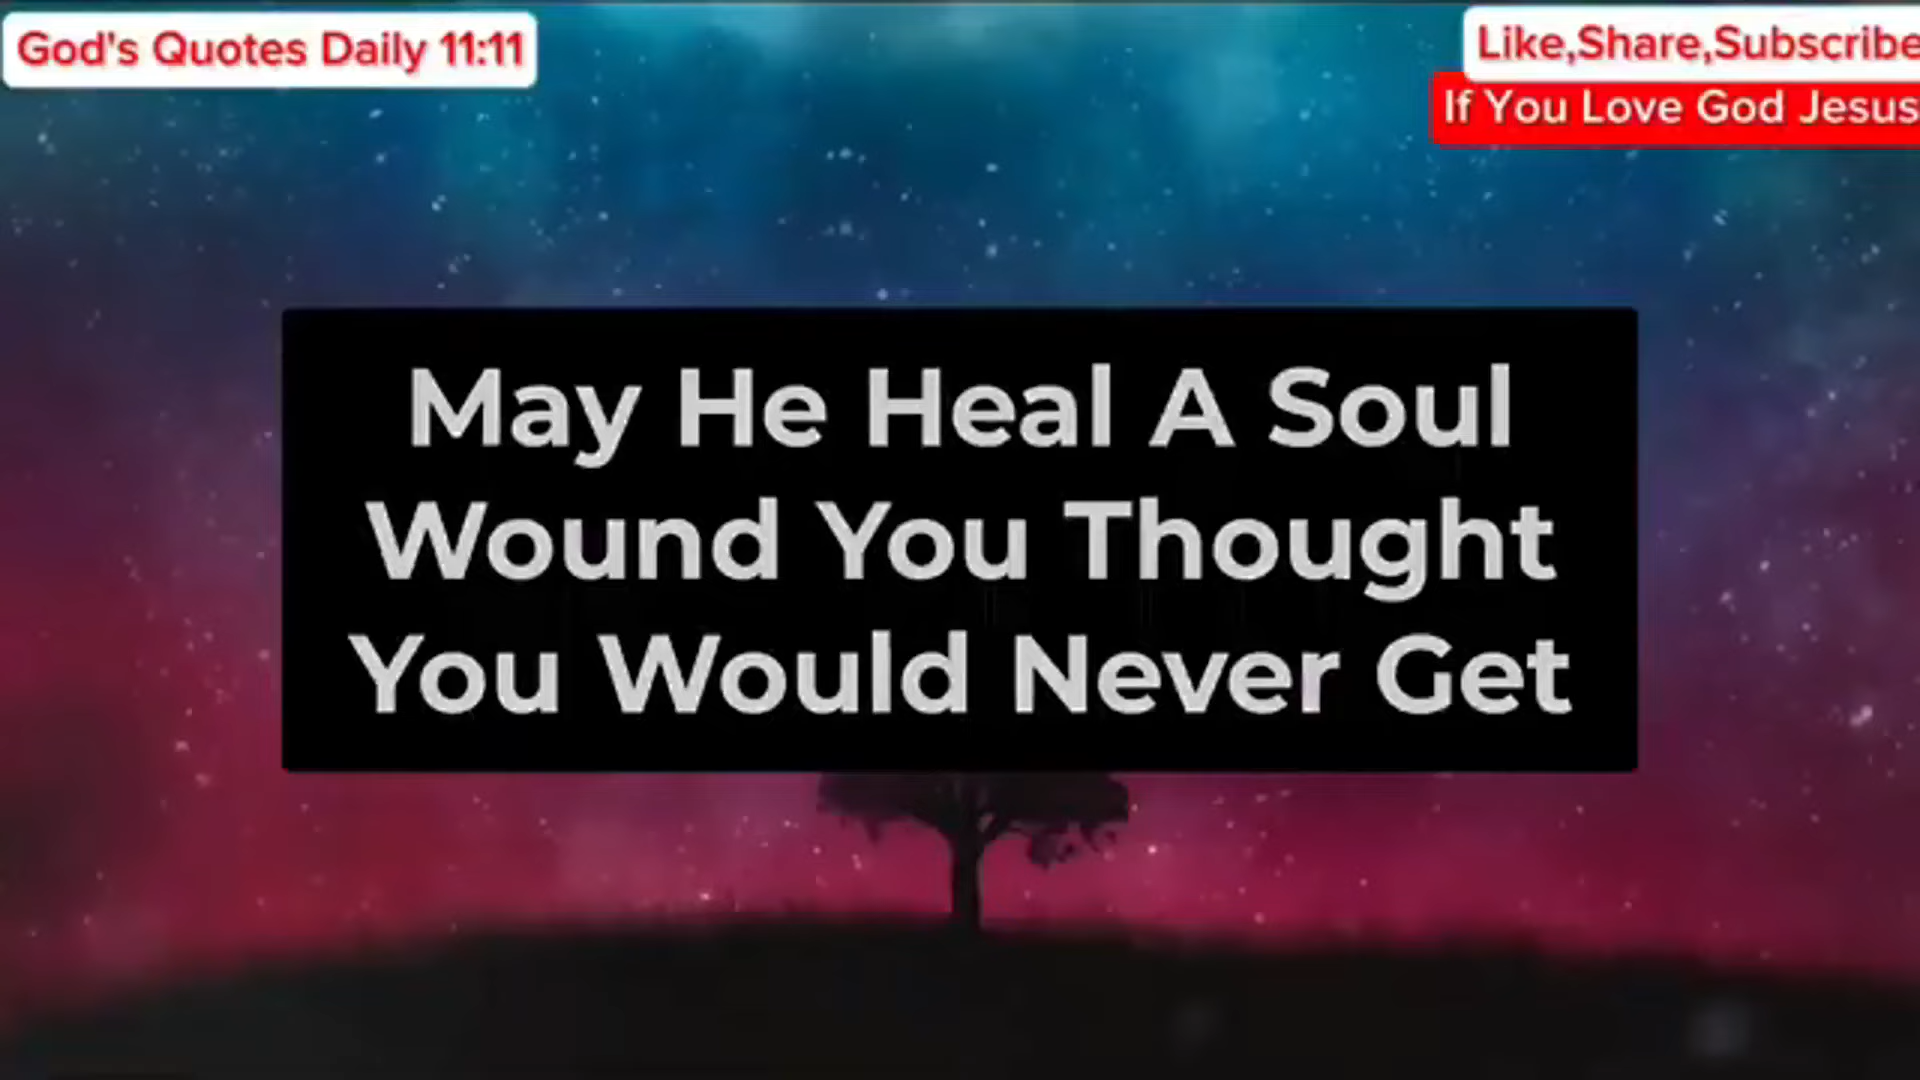 God's Quotes Daily 11:11
Like,Share,Subscribe
If You Love God Jesus
May He Heal A Soul
Wound You Thought
You Would Never Get